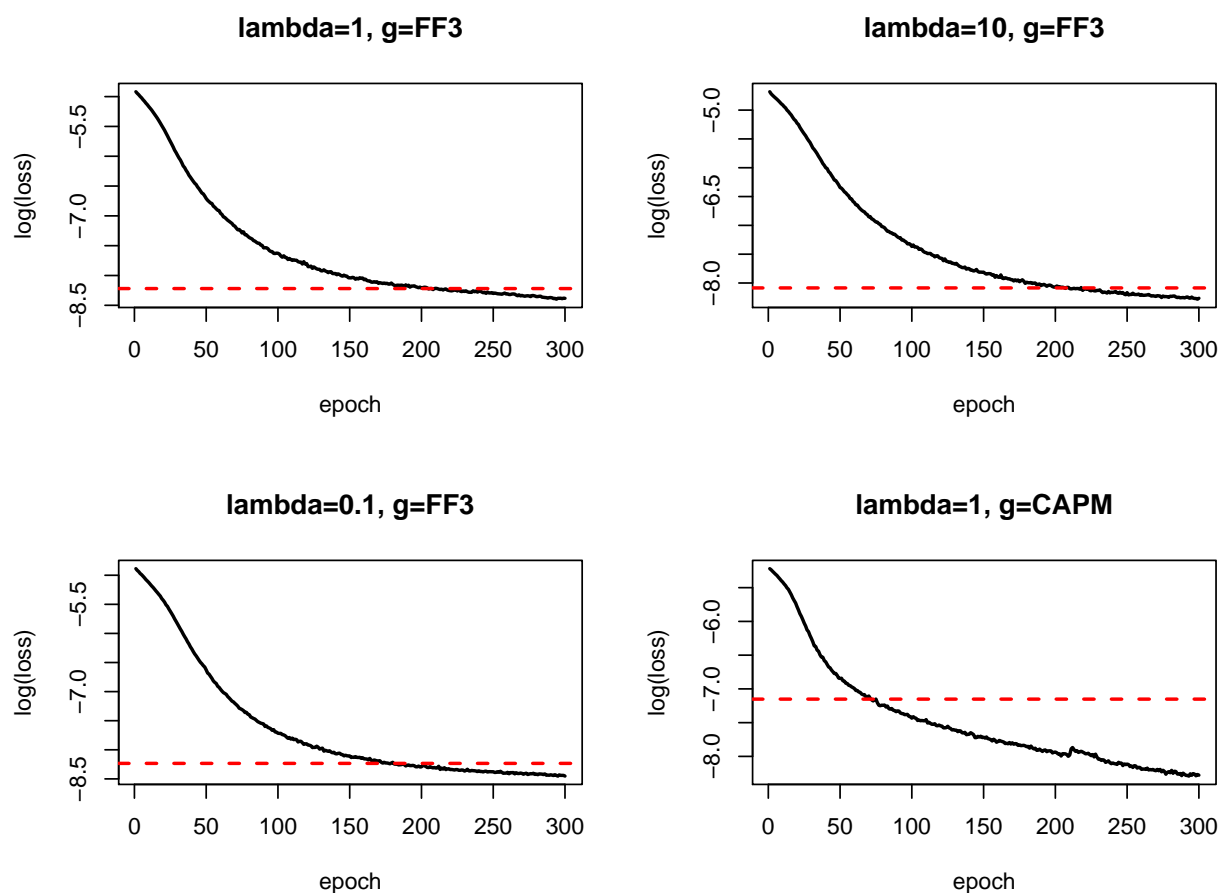 lambda=1, g=FF3
log(loss)
−5.5
−7.0
−8.5
0 50 100 150 200 250 300
epoch
lambda=10, g=FF3
log(loss)
−5.0
−6.5
−8.0
0 50 100 150 200 250 300
epoch
lambda=0.1, g=FF3
log(loss)
−5.5
−7.0
−8.5
0 50 100 150 200 250 300
epoch
lambda=1, g=CAPM
log(loss)
−6.0
−7.0
−8.0
0 50 100 150 200 250 300
epoch